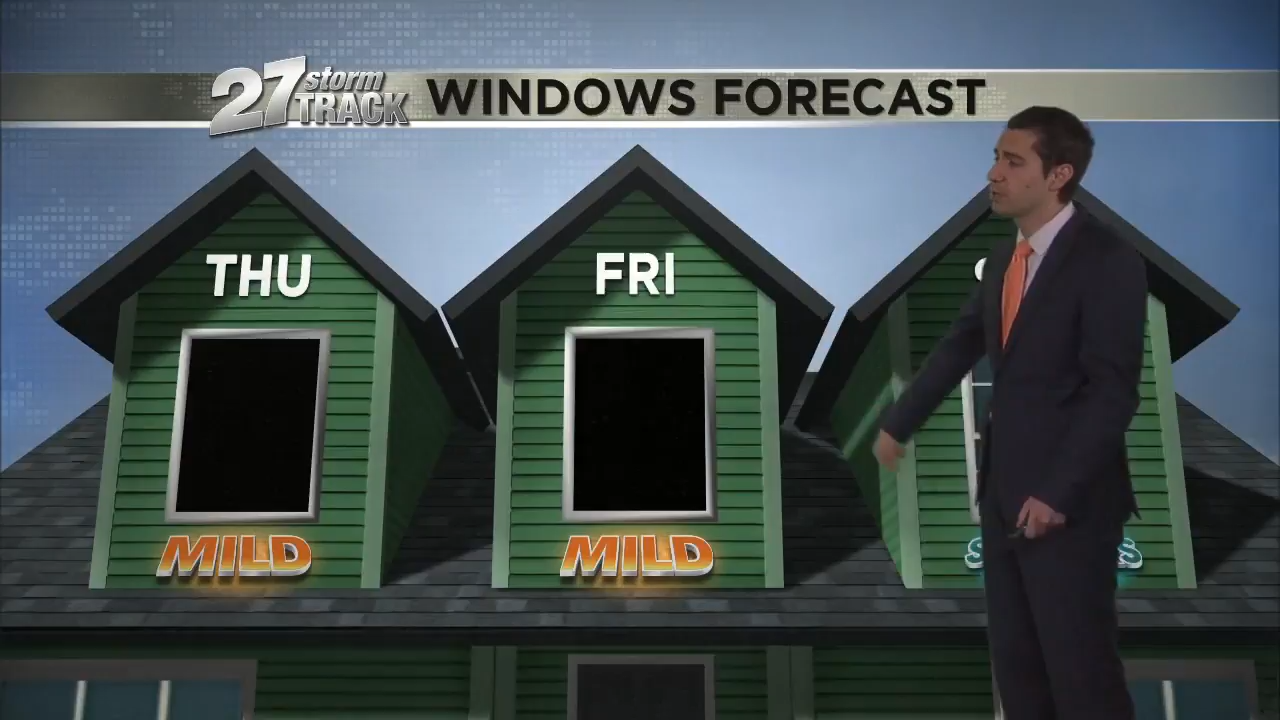 27 storm TRACK WINDOWS FORECAST
THU
FRI
MILD
MILD